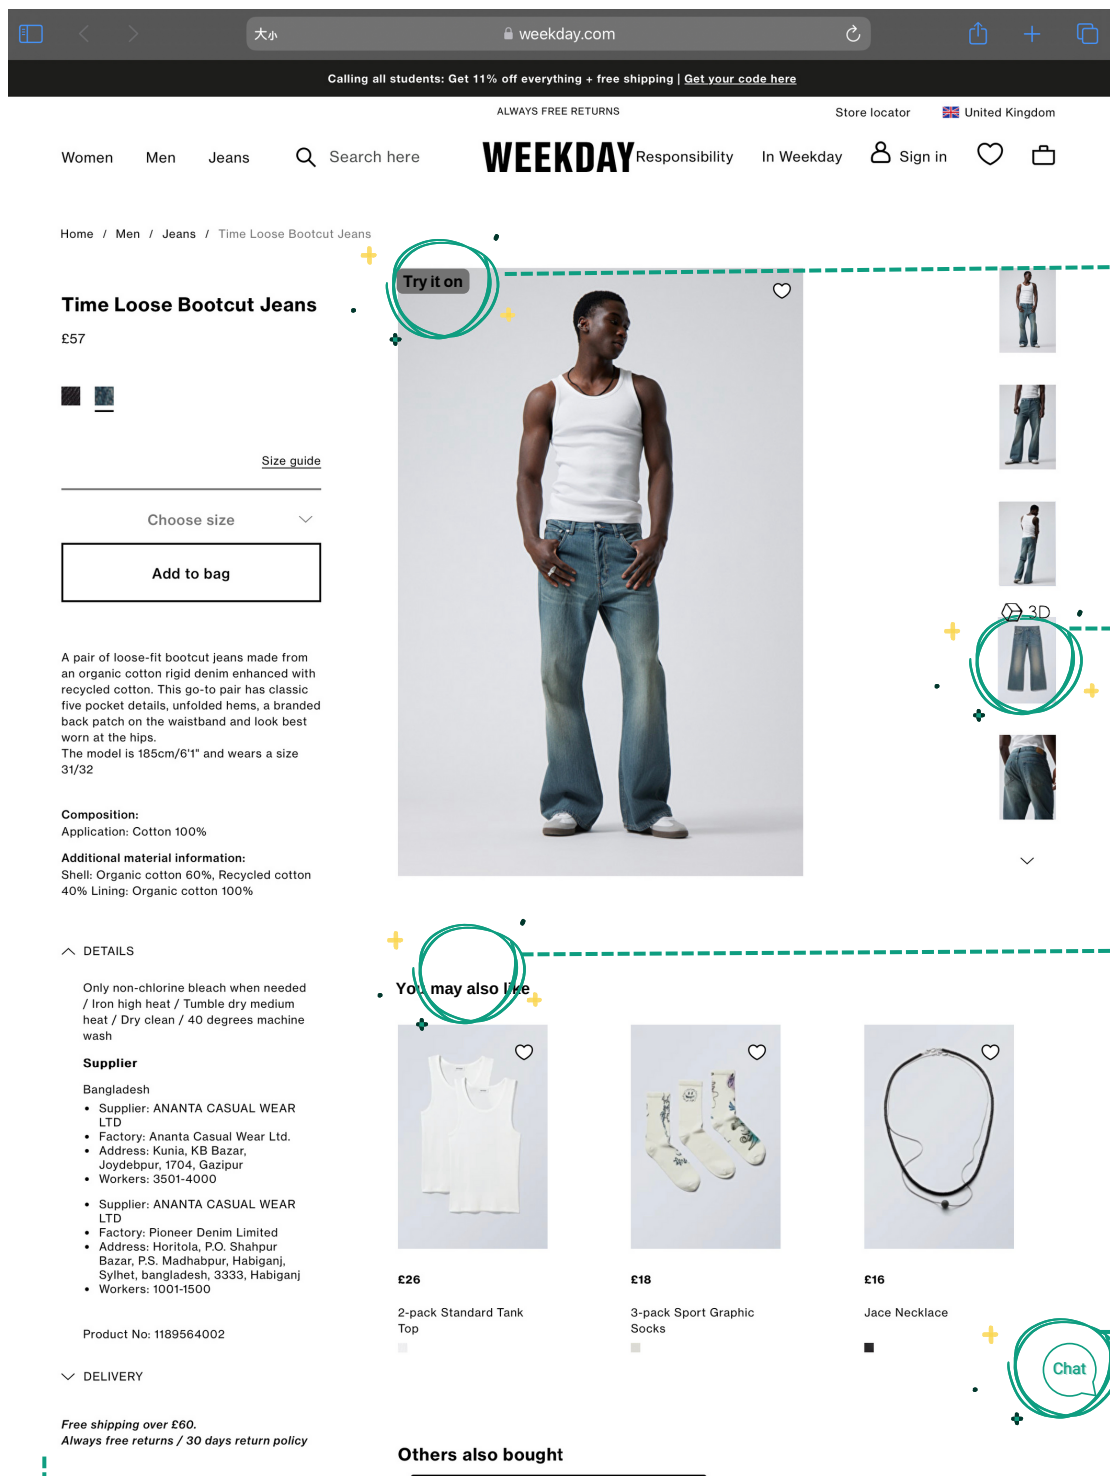 大小
weekday.com
Calling all students: Get 11% off everything + free shipping | Get your code here
ALWAYS FREE RETURNS
Store locator
United Kingdom
Women
Men
Jeans
Search here
WEEKDAY
Responsibility
In Weekday
Sign in
Home / Men / Jeans / Time Loose Bootcut Jeans
Try it on
Time Loose Bootcut Jeans
£57
Size guide
Choose size
Add to bag
3D
A pair of loose-fit bootcut jeans made from
an organic cotton rigid denim enhanced with
recycled cotton. This go-to pair has classic
five pocket details, unfolded hems, a branded
back patch on the waistband and look best
worn at the hips.
The model is 185cm/6'1" and wears a size
31/32
Composition:
Application: Cotton 100%
Additional material information:
Shell: Organic cotton 60%, Recycled cotton
40% Lining: Organic cotton 100%
DETAILS
Only non-chlorine bleach when needed
/ Iron high heat / Tumble dry medium
heat / Dry clean / 40 degrees machine
wash
Supplier
Bangladesh
• Supplier: ANANTA CASUAL WEAR
LTD
• Factory: Ananta Casual Wear Ltd.
• Address: Kunia, KB Bazar,
Joydebpur, 1704, Gazipur
• Workers: 3501-4000
• Supplier: ANANTA CASUAL WEAR
LTD
• Factory: Pioneer Denim Limited
• Address: Horitola, P.O. Shahpur
Bazar, P.S. Madhabpur, Habiganj,
Sylhet, bangladesh, 3333, Habiganj
• Workers: 1001-1500
Product No: 1189564002
DELIVERY
Free shipping over £60.
Always free returns / 30 days return policy
You may also like
£26
2-pack Standard Tank
Top
£18
3-pack Sport Graphic
Socks
£16
Jace Necklace
Chat
Others also bought